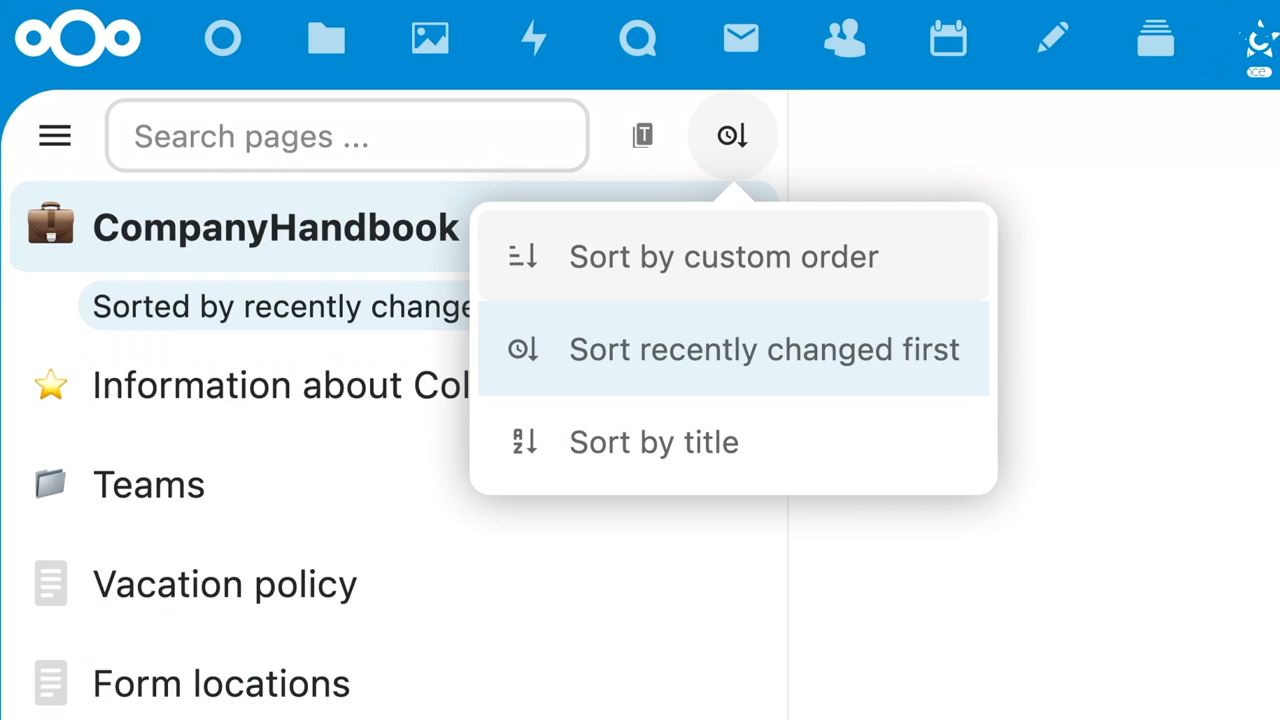 Search pages ...
CompanyHandbook
Sort by custom order
Sorted by recently change
Sort recently changed first
Information about Col
Sort by title
Teams
Vacation policy
Form locations